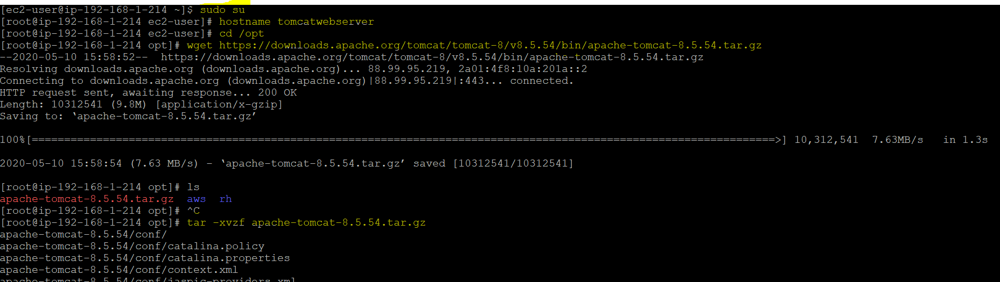 [ec2-user@ip-192-168-1-214 ~]$ sudo su
[root@ip-192-168-1-214 ec2-user]# hostname tomcatwebserver
[root@ip-192-168-1-214 ec2-user]# cd /opt
[root@ip-192-168-1-214 opt]# wget https://downloads.apache.org/tomcat/tomcat-8/v8.5.54/bin/apache-tomcat-8.5.54.tar.gz
--2020-05-10 15:58:52--  https://downloads.apache.org/tomcat/tomcat-8/v8.5.54/bin/apache-tomcat-8.5.54.tar.gz
Resolving downloads.apache.org (downloads.apache.org)... 88.99.95.219, 2a01:4f8:10a:201a::2
Connecting to downloads.apache.org (downloads.apache.org)|88.99.95.219|:443... connected.
HTTP request sent, awaiting response... 200 OK
Length: 10312541 (9.8M) [application/x-gzip]
Saving to: ‘apache-tomcat-8.5.54.tar.gz’
100%[===================================================================================================================>] 10,312,541  7.63MB/s   in 1.3s
2020-05-10 15:58:54 (7.63 MB/s) - ‘apache-tomcat-8.5.54.tar.gz’ saved [10312541/10312541]
[root@ip-192-168-1-214 opt]# ls
apache-tomcat-8.5.54.tar.gz  aws  rh
[root@ip-192-168-1-214 opt]# ^C
[root@ip-192-168-1-214 opt]# tar -xvzf apache-tomcat-8.5.54.tar.gz
apache-tomcat-8.5.54/conf/
apache-tomcat-8.5.54/conf/catalina.policy
apache-tomcat-8.5.54/conf/catalina.properties
apache-tomcat-8.5.54/conf/context.xml
apache-tomcat-8.5.54/conf/jaspic-providers.xml